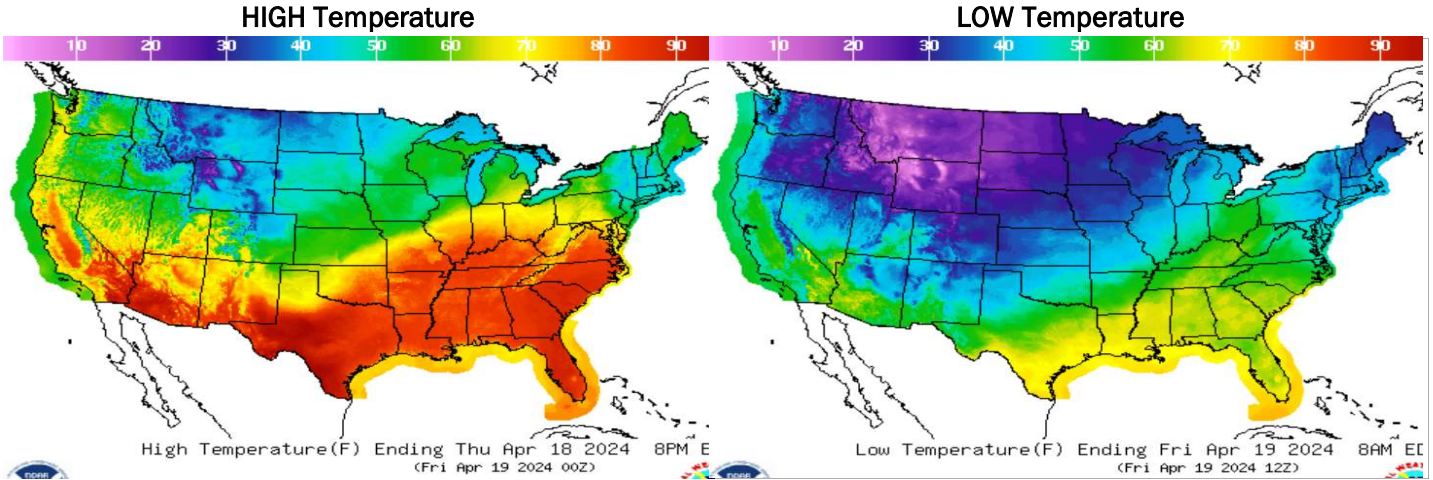 HIGH Temperature
10 20 30 40 50 60 70 80 90
High Temperature(F) Ending Thu Apr 18 2024 8PM E
(Fri Apr 19 2024 00Z)
NOAA
LOW Temperature
10 20 30 40 50 60 70 80 90
Low Temperature(F) Ending Fri Apr 19 2024 8AM ED
(Fri Apr 19 2024 12Z)